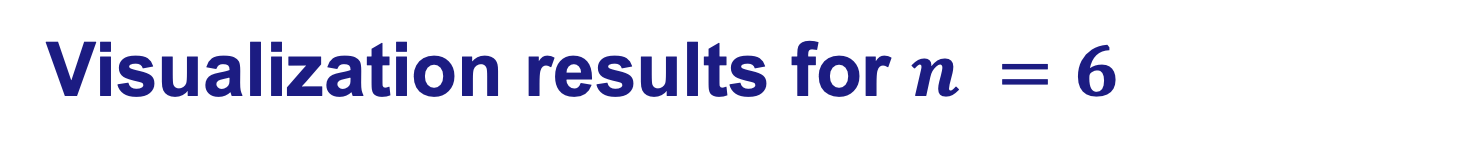 Visualization results for n = 6